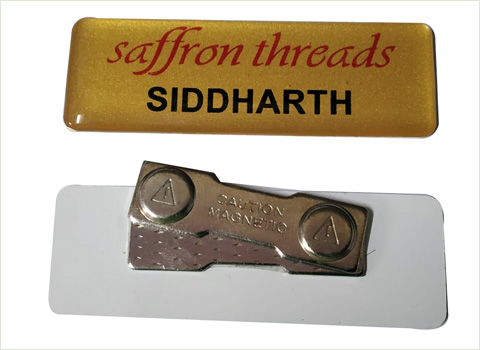 saffron threads
SIDDHARTH
CAUTION
MAGNETIC